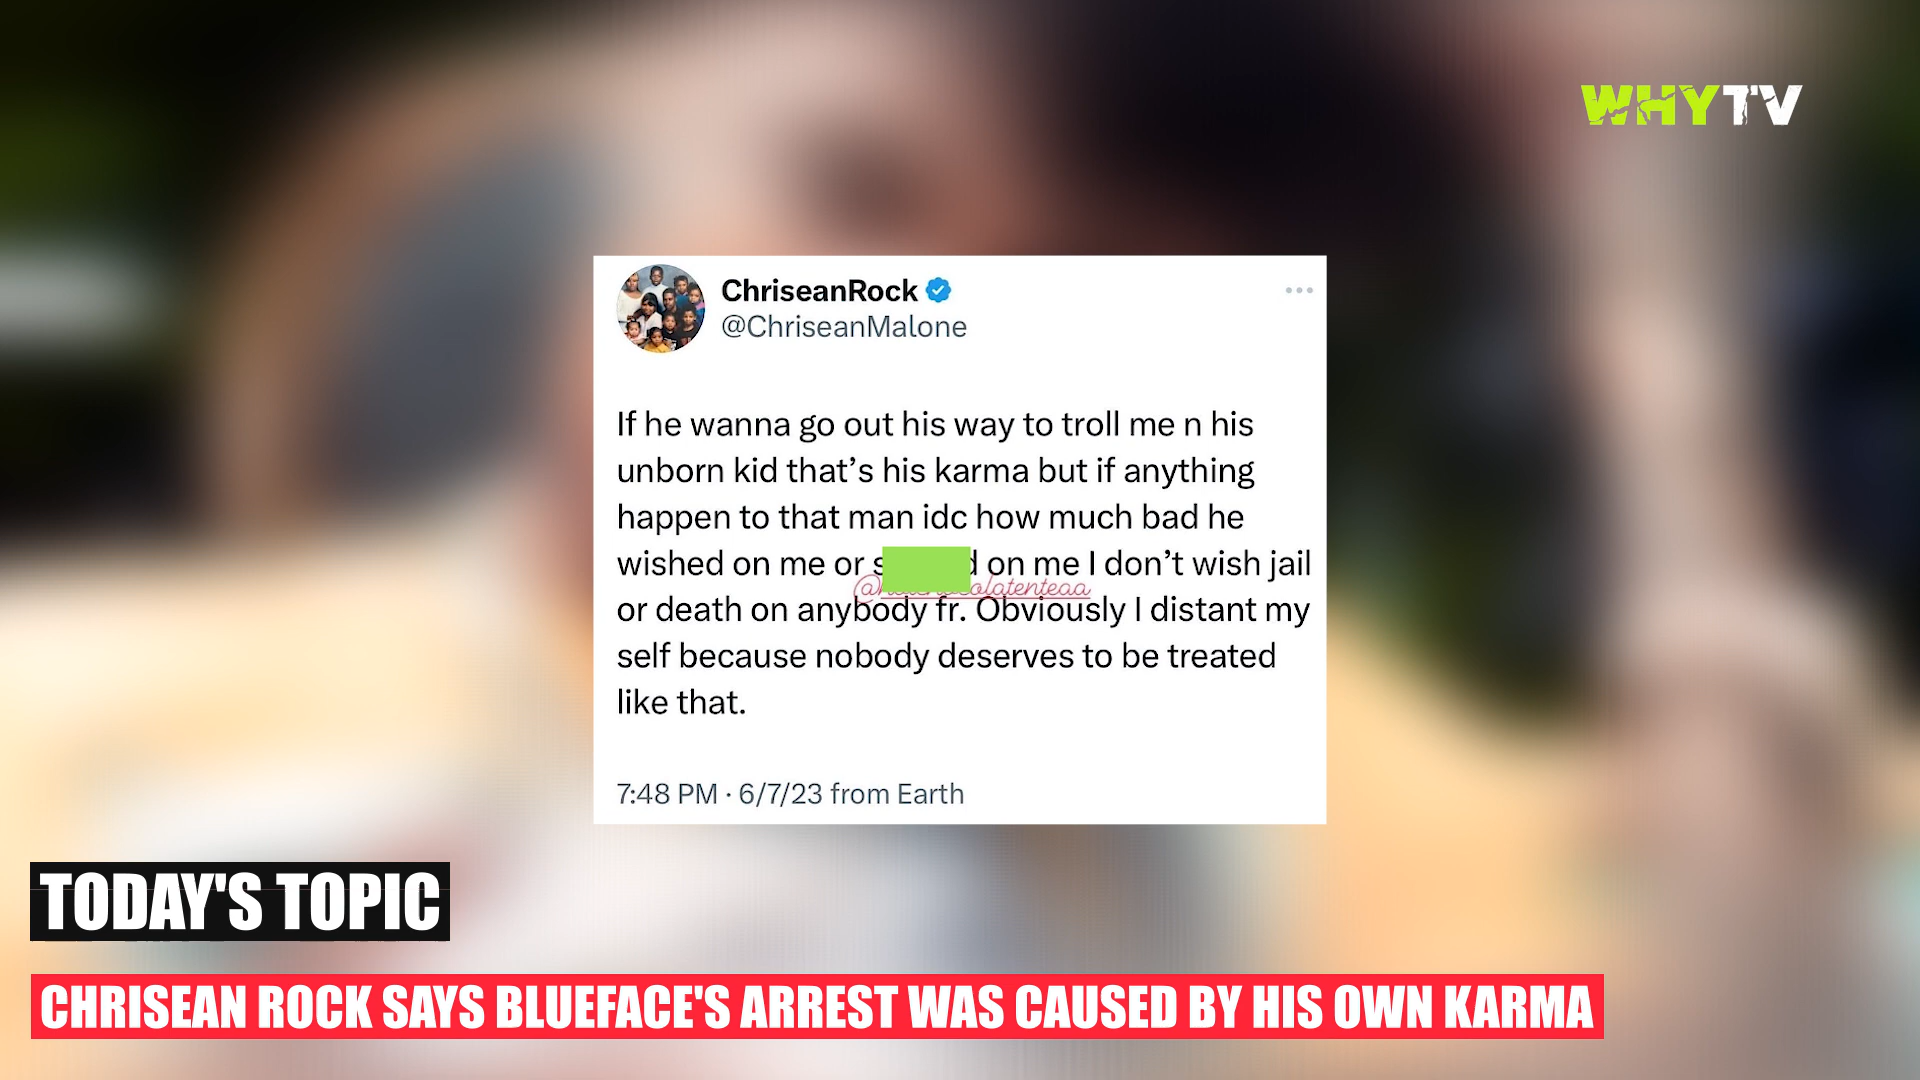 WHYTV
ChriseanRock
@ChriseanMalone
If he wanna go out his way to troll me n his
unborn kid that’s his karma but if anything
happen to that man idc how much bad he
wished on me or on me I don’t wish jail
or death on anybody fr. Obviously I distant my
self because nobody deserves to be treated
like that.
7:48 PM · 6/7/23 from Earth
TODAY'S TOPIC
CHRISEAN ROCK SAYS BLUEFACE'S ARREST WAS CAUSED BY HIS OWN KARMA